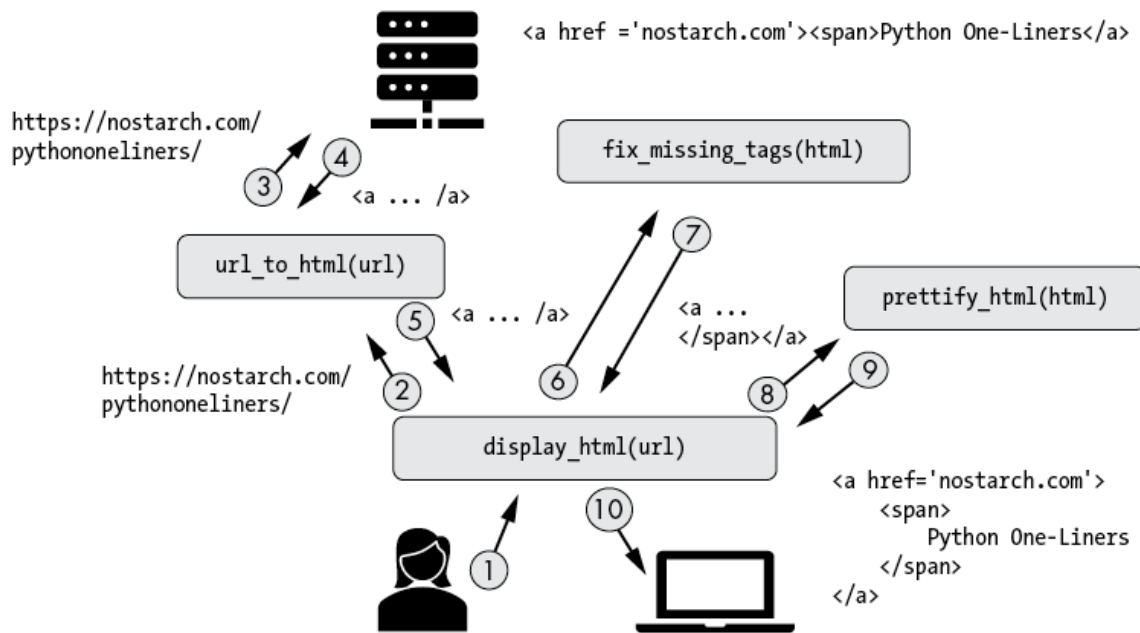 <a href ='nostarch.com'><span>Python One-Liners</a>
https://nostarch.com/
pythononeliners/
3
4
<a ... /a>
fix_missing_tags(html)
url_to_html(url)
7
prettify_html(html)
5
<a ... /a>
<a ...
</span></a>
https://nostarch.com/
pythononeliners/
2
6
8
9
display_html(url)
1
10
<a href='nostarch.com'>
    <span>
        Python One-Liners
    </span>
</a>